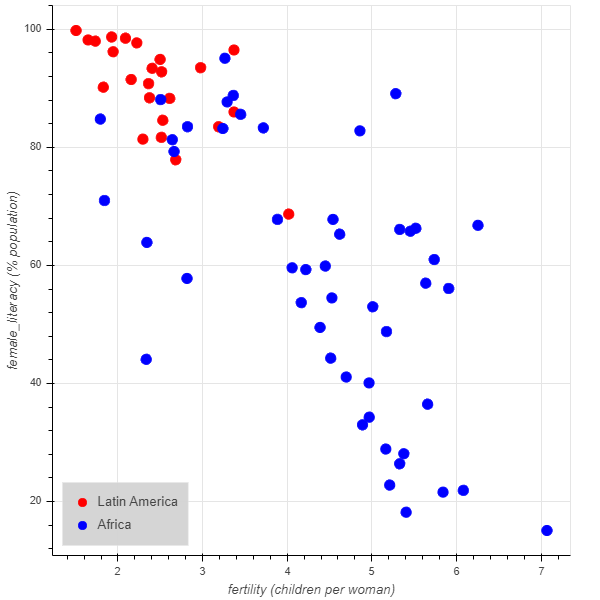 100
80
60
40
20
female_literacy (% population)
Latin America
Africa
2 3 4 5 6 7
fertility (children per woman)